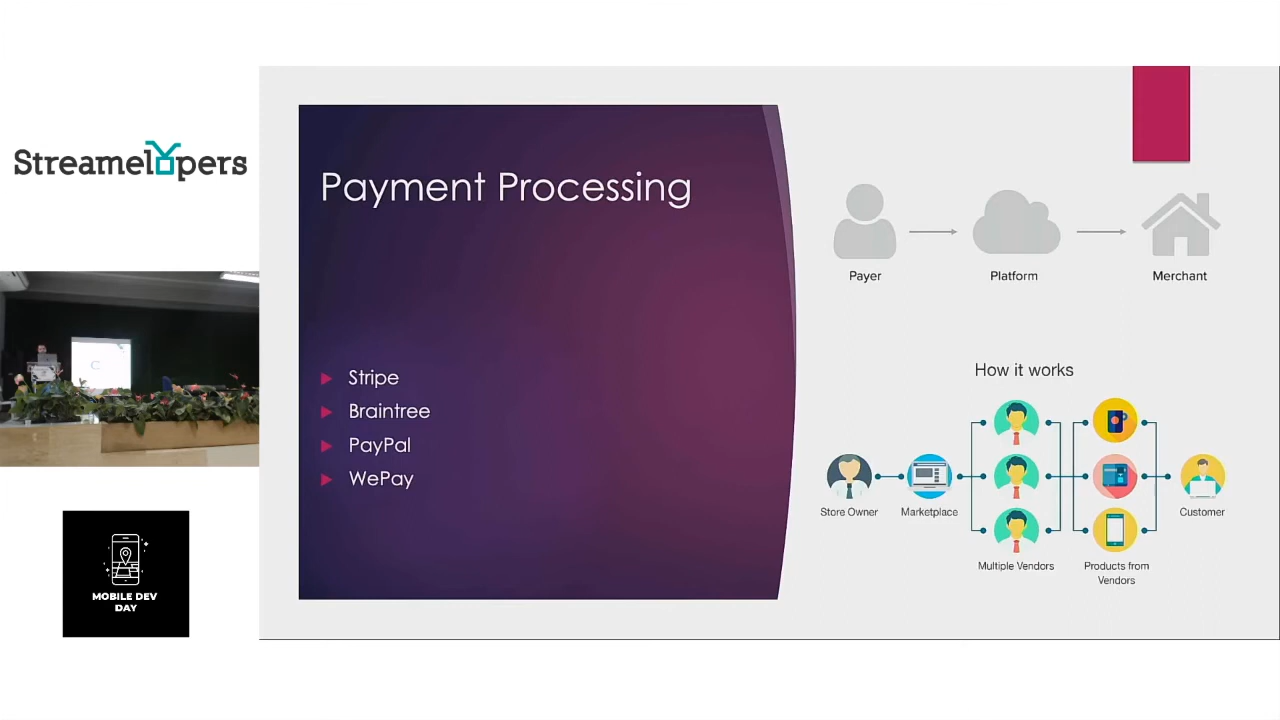 Streamelopers
MOBILE DEV
DAY
Payment Processing
Stripe
Braintree
PayPal
WePay
Payer
Platform
Merchant
How it works
Store Owner
Marketplace
Multiple Vendors
Products from
Vendors
Customer